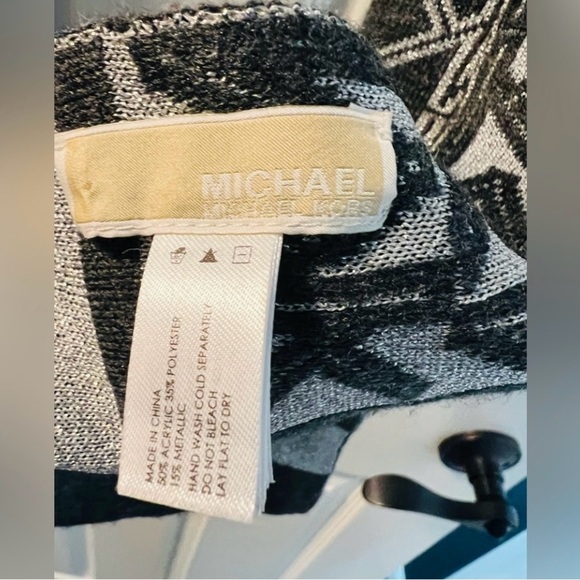 MICHAEL
MICHAEL KORS
MADE IN CHINA
50% ACRYLIC 35% POLYESTER
15% METALLIC
HAND WASH COLD SEPARATELY
DO NOT BLEACH
LAY FLAT TO DRY